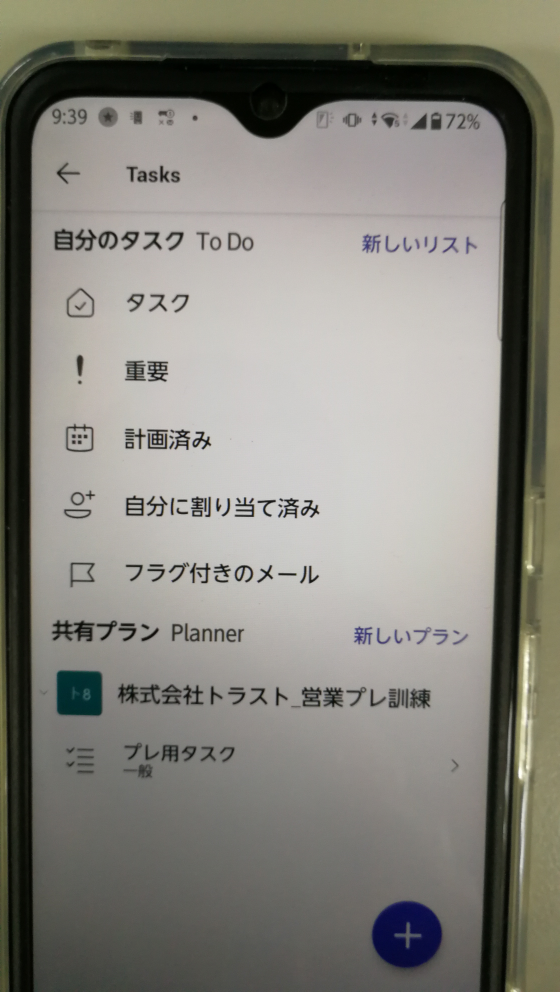 9:39 72%
Tasks
自分のタスク To Do 新しいリスト
タスク
重要
計画済み
自分に割り当て済み
フラグ付きのメール
共有プラン Planner 新しいプラン
ト8 株式会社トラスト_営業プレ訓練
プレ用タスク
一般